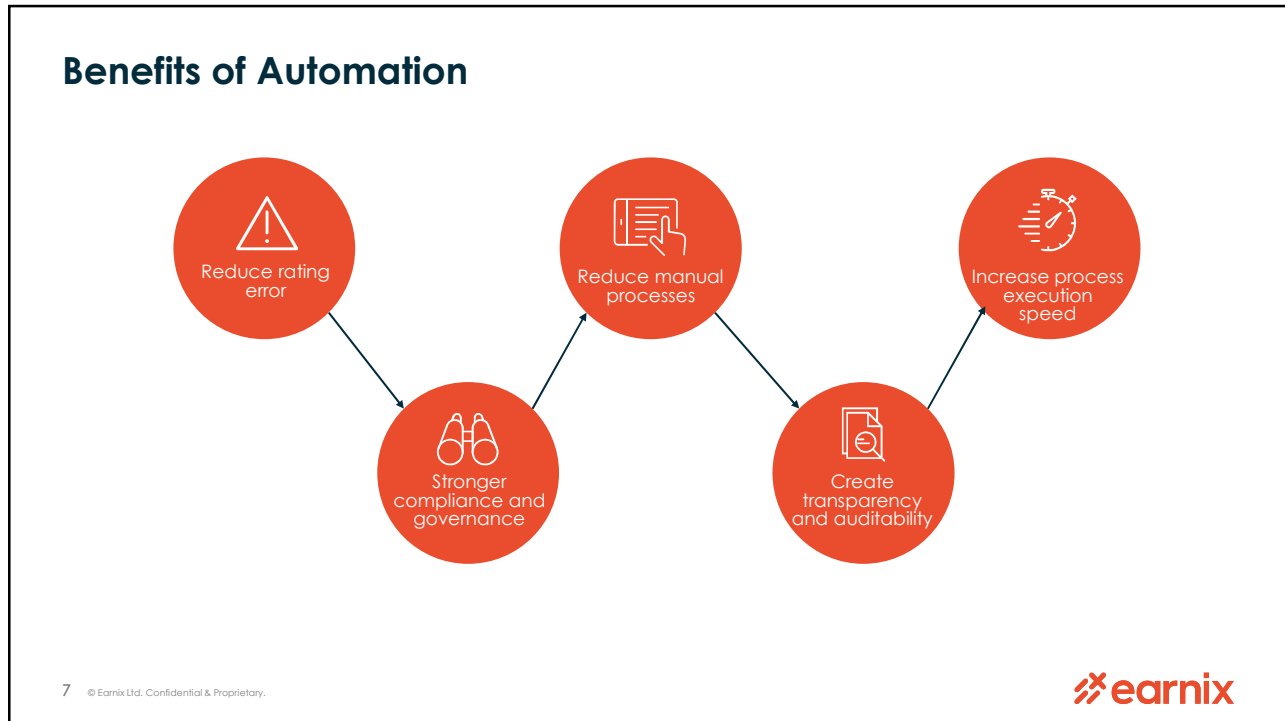 Benefits of Automation
Reduce rating
error
Stronger
compliance and
governance
Reduce manual
processes
Create
transparency
and auditability
Increase process
execution
speed
7 © Earnix Ltd. Confidential & Proprietary.
earnix